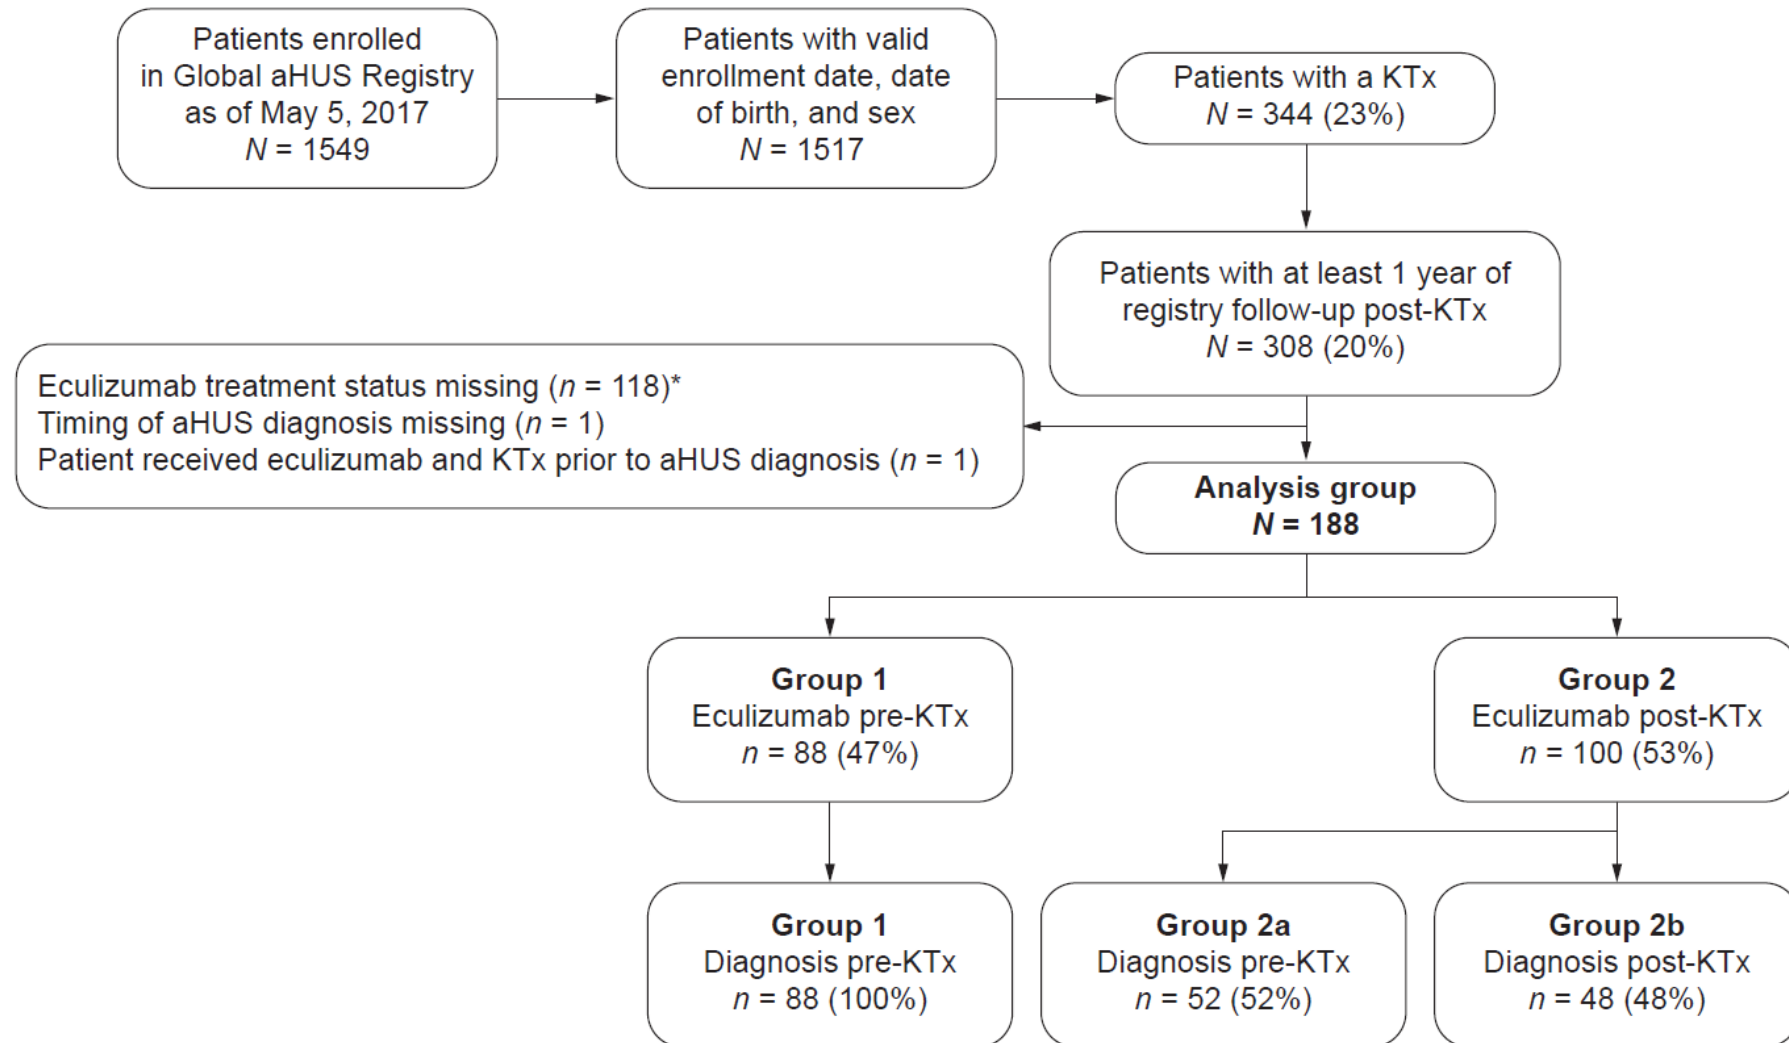 Patients enrolled
in Global aHUS Registry
as of May 5, 2017
N = 1549
Patients with valid
enrollment date, date
of birth, and sex
N = 1517
Patients with a KTx
N = 344 (23%)
Patients with at least 1 year of
registry follow-up post-KTx
N = 308 (20%)
Eculizumab treatment status missing (n = 118)*
Timing of aHUS diagnosis missing (n = 1)
Patient received eculizumab and KTx prior to aHUS diagnosis (n = 1)
Analysis group
N = 188
Group 1
Eculizumab pre-KTx
n = 88 (47%)
Group 2
Eculizumab post-KTx
n = 100 (53%)
Group 1
Diagnosis pre-KTx
n = 88 (100%)
Group 2a
Diagnosis pre-KTx
n = 52 (52%)
Group 2b
Diagnosis post-KTx
n = 48 (48%)